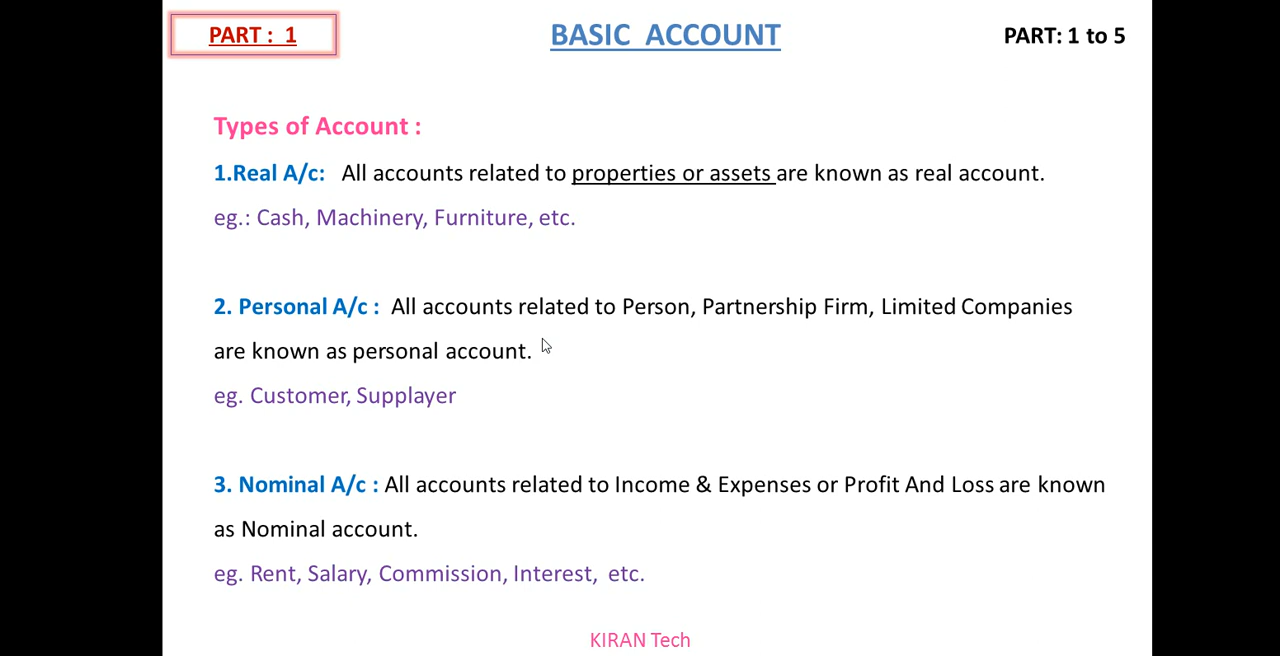 PART : 1
BASIC ACCOUNT
PART: 1 to 5
Types of Account :
1.Real A/c: All accounts related to properties or assets are known as real account.
eg.: Cash, Machinery, Furniture, etc.
2. Personal A/c : All accounts related to Person, Partnership Firm, Limited Companies
are known as personal account.
eg. Customer, Supplayer
3. Nominal A/c : All accounts related to Income & Expenses or Profit And Loss are known
as Nominal account.
eg. Rent, Salary, Commission, Interest, etc.
KIRAN Tech